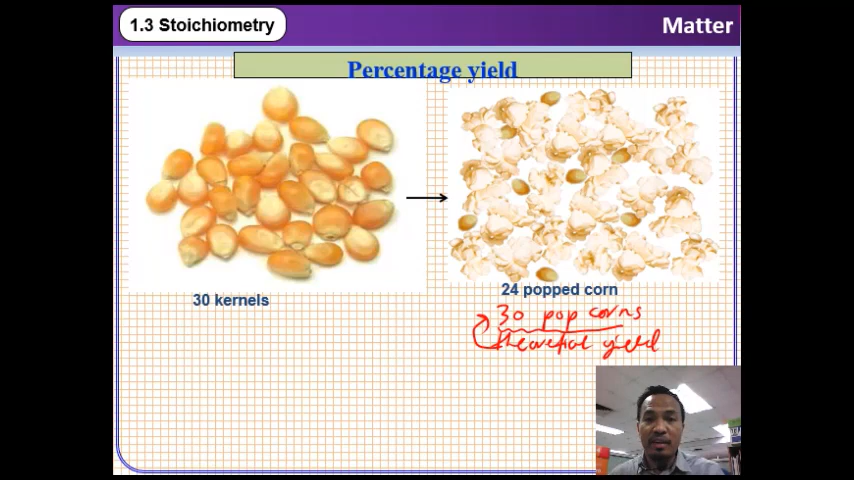 1.3 Stoichiometry
Matter
Percentage yield
30 kernels
24 popped corn
30 pop corns
theoretical yield